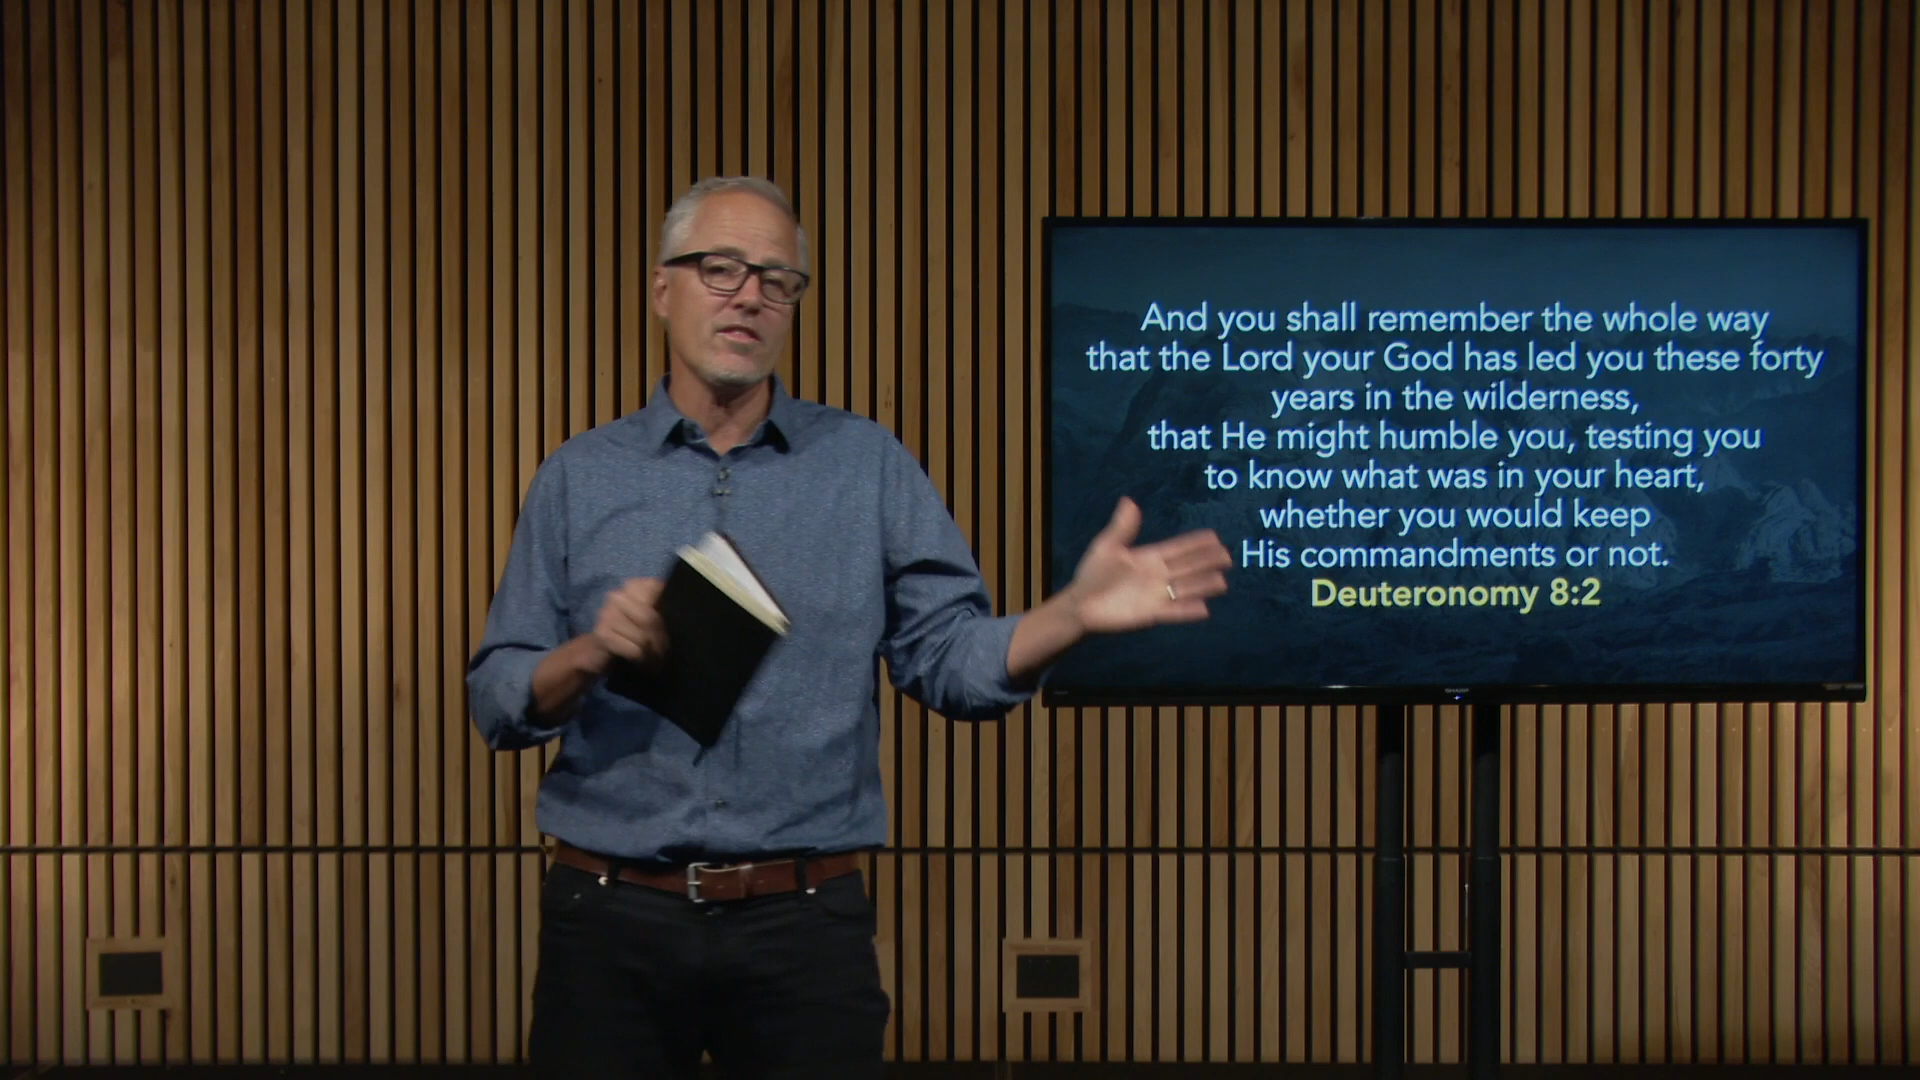 And you shall remember the whole way
that the Lord your God has led you these forty
years in the wilderness,
that He might humble you, testing you
to know what was in your heart,
whether you would keep
His commandments or not.
Deuteronomy 8:2
SHARP